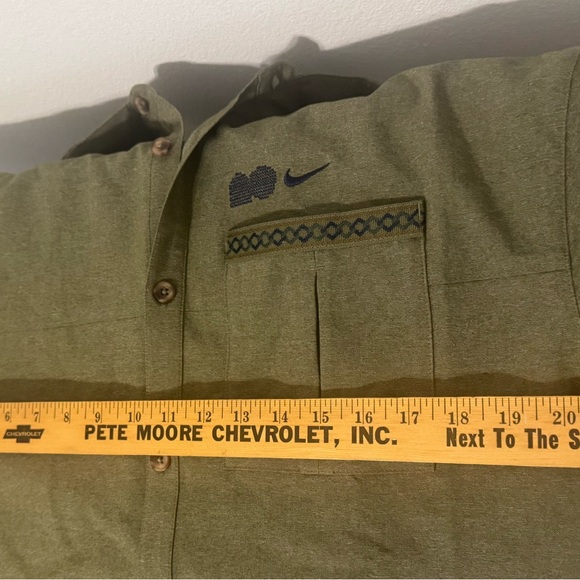 6 7 8 9 10 11 12 13 14 15 16 17 18 19 20
CHEVROLET PETE MOORE CHEVROLET, INC. Next To The S